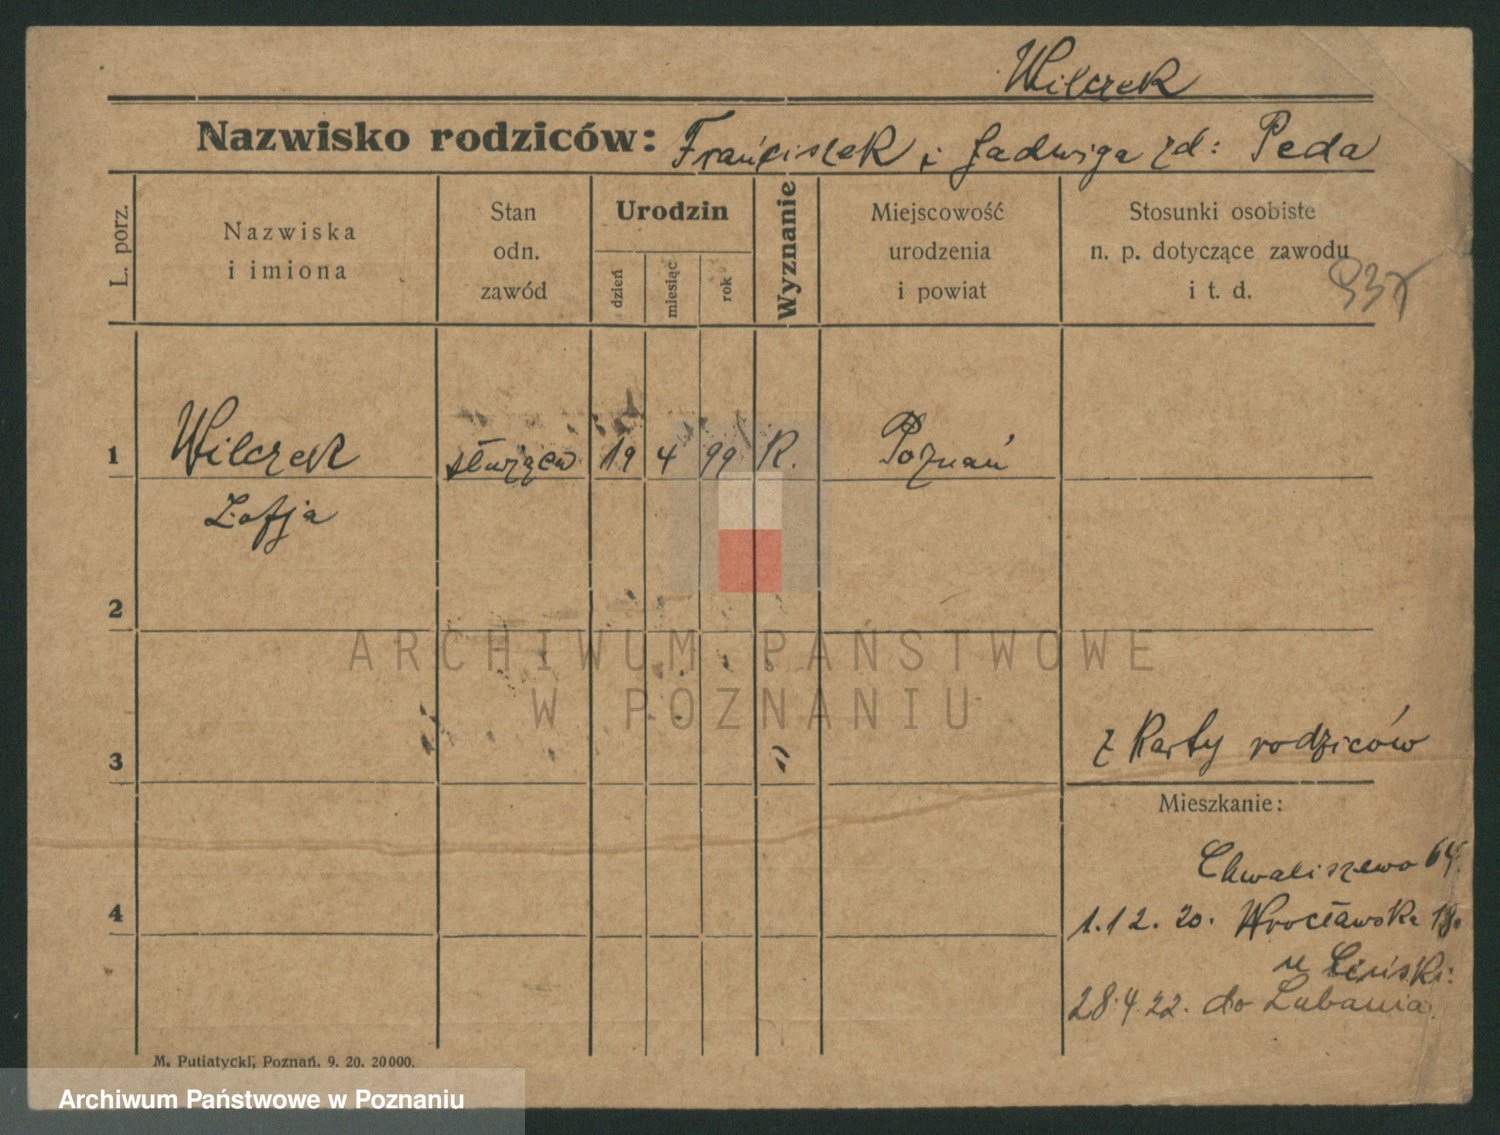 Wilczek
Nazwisko rodziców: Franciszek i Jadwiga zd: Peda
L. porz.
Nazwiska
i imiona
Stan
odn.
zawód
Urodzin
dzień
miesiąc
rok
Wyznanie
Miejscowość
urodzenia
i powiat
Stosunki osobiste
n. p. dotyczące zawodu
i t. d.
937
1 Wilczek służąca 19 4 99 R. Poznań
Zofja
2
3
z Karty rodziców
Mieszkanie:
Chwaliszewo 64.
4
1.12.20. Wrocławska 18.
u
28.4.22. do Lubania.
M. Putiatycki, Poznań. 9. 20. 20000.
ARCHIWUM PAŃSTWOWE
W POZNANIU
Archiwum Państwowe w Poznaniu